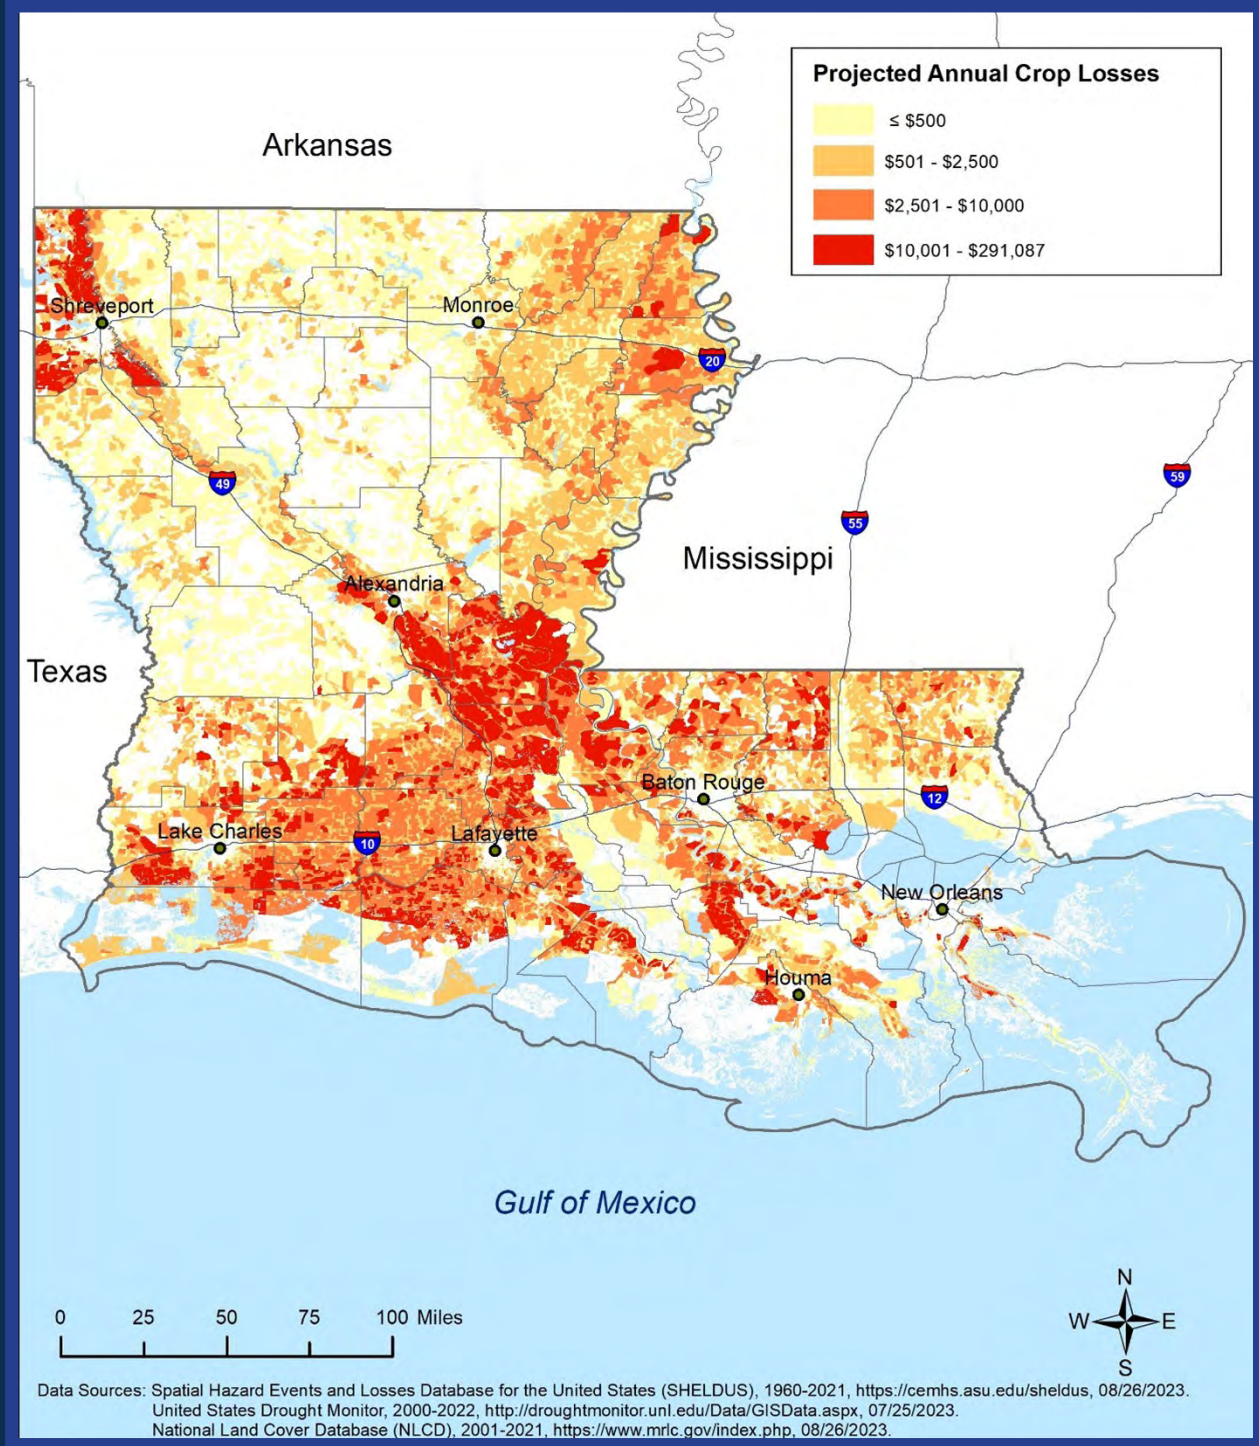 Projected Annual Crop Losses
≤ $500
$501 - $2,500
$2,501 - $10,000
$10,001 - $291,087
Arkansas
Shreveport
Monroe
20
49
59
55
Mississippi
Alexandria
Texas
Baton Rouge
12
Lake Charles
10
Lafayette
New Orleans
Houma
Gulf of Mexico
N
W E
S
0 25 50 75 100 Miles
Data Sources: Spatial Hazard Events and Losses Database for the United States (SHELDUS), 1960-2021, https://cemhs.asu.edu/sheldus, 08/26/2023.
United States Drought Monitor, 2000-2022, http://droughtmonitor.unl.edu/Data/GISData.aspx, 07/25/2023.
National Land Cover Database (NLCD), 2001-2021, https://www.mrlc.gov/index.php, 08/26/2023.